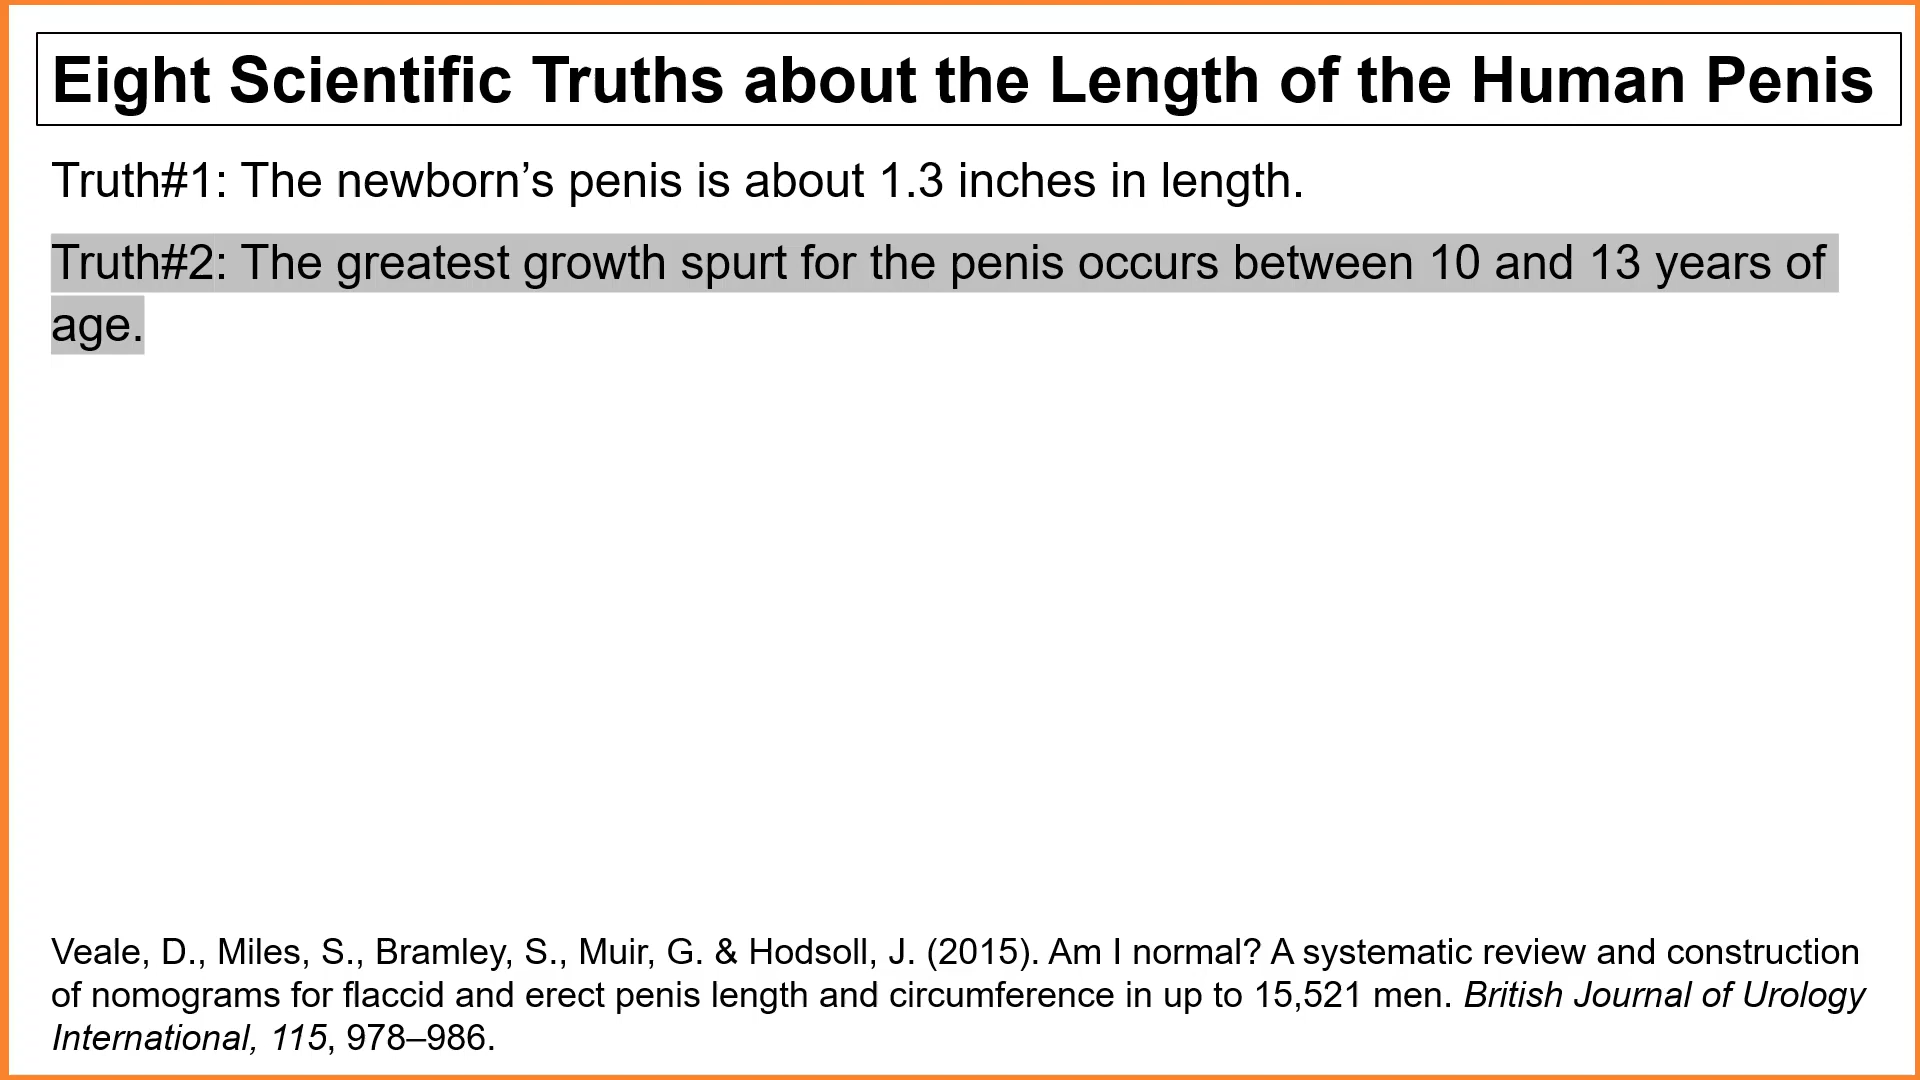 Eight Scientific Truths about the Length of the Human Penis
Truth#1: The newborn’s penis is about 1.3 inches in length.
Truth#2: The greatest growth spurt for the penis occurs between 10 and 13 years of
age.
Veale, D., Miles, S., Bramley, S., Muir, G. & Hodsoll, J. (2015). Am I normal? A systematic review and construction
of nomograms for flaccid and erect penis length and circumference in up to 15,521 men. British Journal of Urology
International, 115, 978–986.